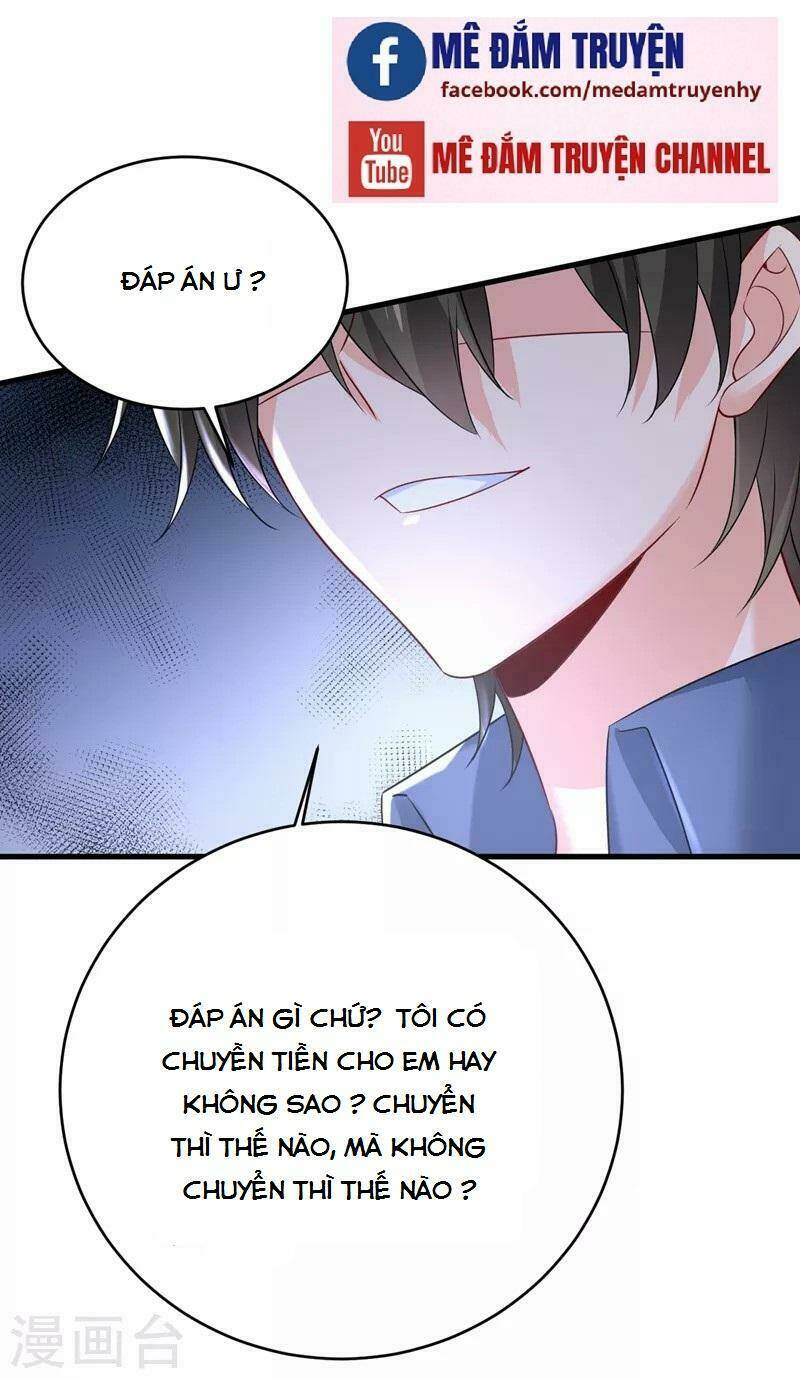 MÊ ĐẮM TRUYỆN
facebook.com/medamtruyenhy
You
Tube
MÊ ĐẮM TRUYỆN CHANNEL
ĐÁP ÁN Ư ?
ĐÁP ÁN GÌ CHỨ? TÔI CÓ
CHUYỀN TIỀN CHO EM HAY
KHÔNG SAO ? CHUYỂN
THÌ THẾ NÀO, MÀ KHÔNG
CHUYỂN THÌ THẾ NÀO ?
漫画台